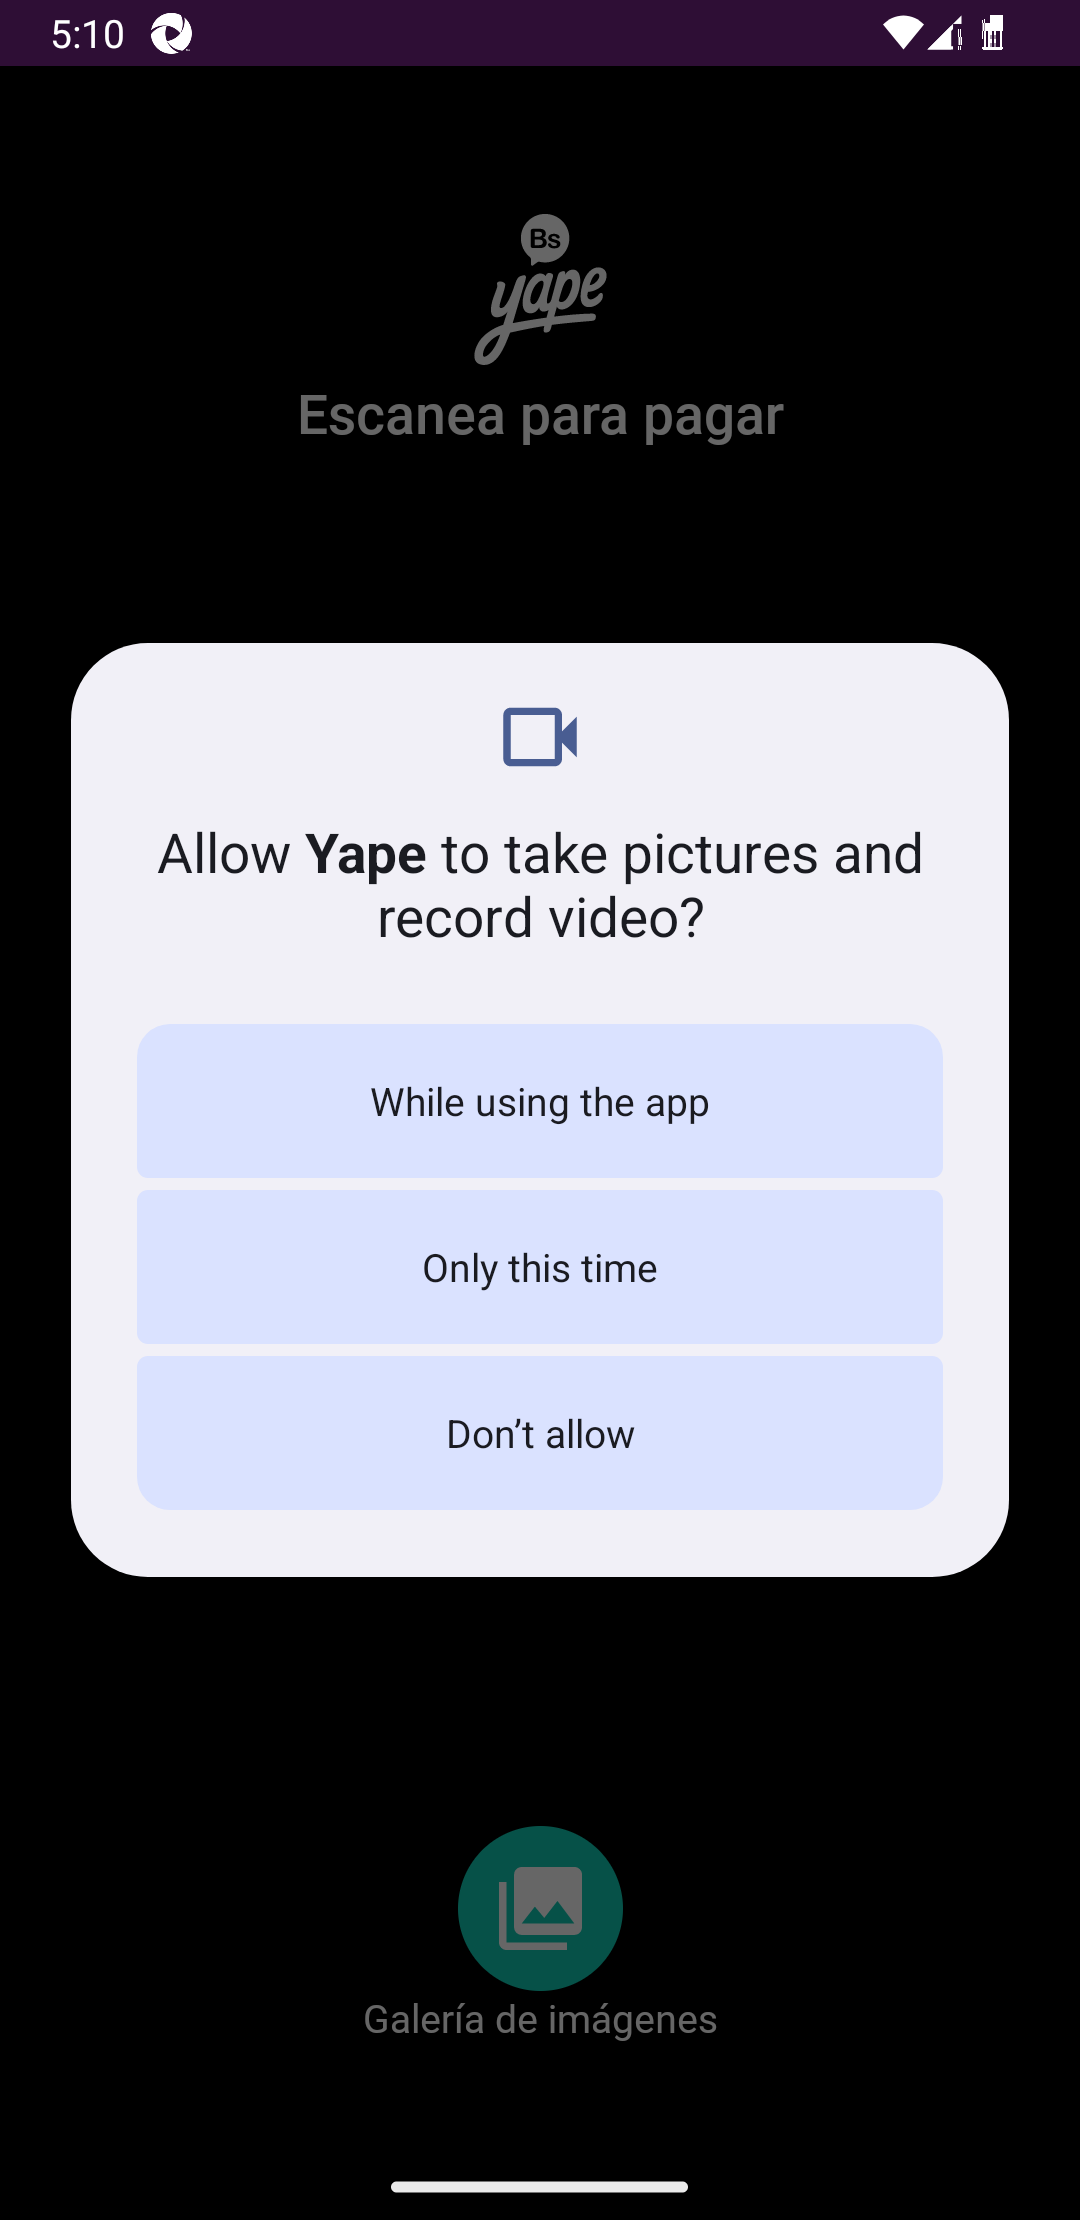 5:10
Bs
yape
Escanea para pagar
Allow Yape to take pictures and
record video?
While using the app
Only this time
Don’t allow
Galería de imágenes